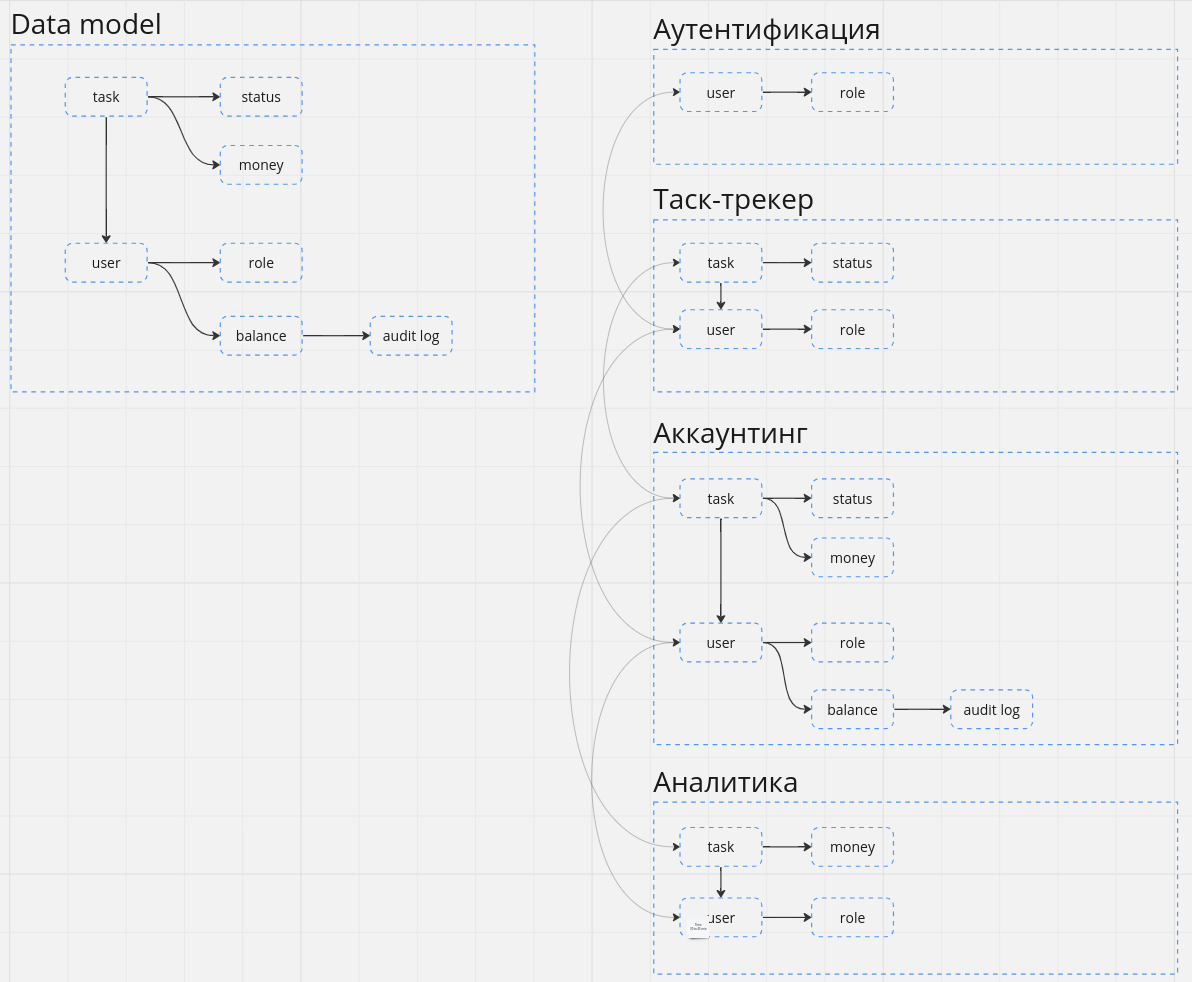 Data model
task
status
money
user
role
balance
audit log
Аутентификация
user
role
Таск-трекер
task
status
user
role
Аккаунтинг
task
status
money
user
role
balance
audit log
Аналитика
task
money
user
role